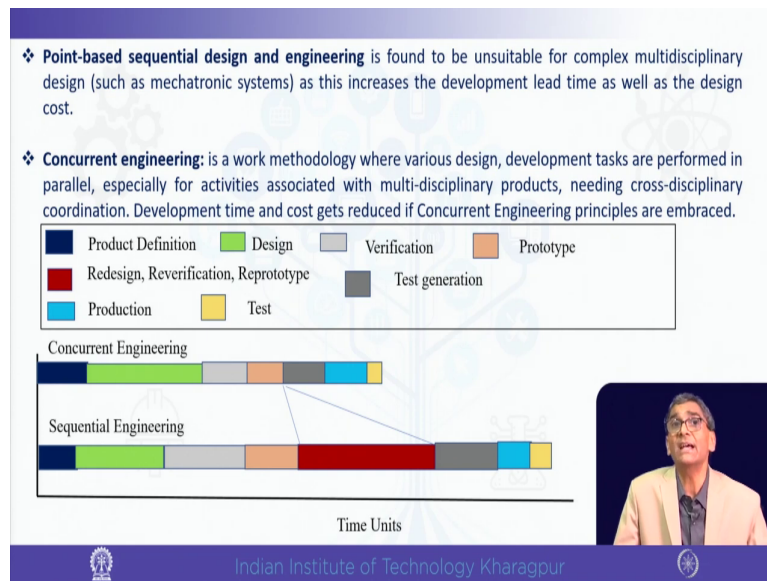 ❖ Point-based sequential design and engineering is found to be unsuitable for complex multidisciplinary
design (such as mechatronic systems) as this increases the development lead time as well as the design
cost.
❖ Concurrent engineering: is a work methodology where various design, development tasks are performed in
parallel, especially for activities associated with multi-disciplinary products, needing cross-disciplinary
coordination. Development time and cost gets reduced if Concurrent Engineering principles are embraced.
Product Definition Design Verification Prototype
Redesign, Reverification, Reprototype Test generation
Production Test
Concurrent Engineering
Sequential Engineering
Time Units
Indian Institute of Technology Kharagpur